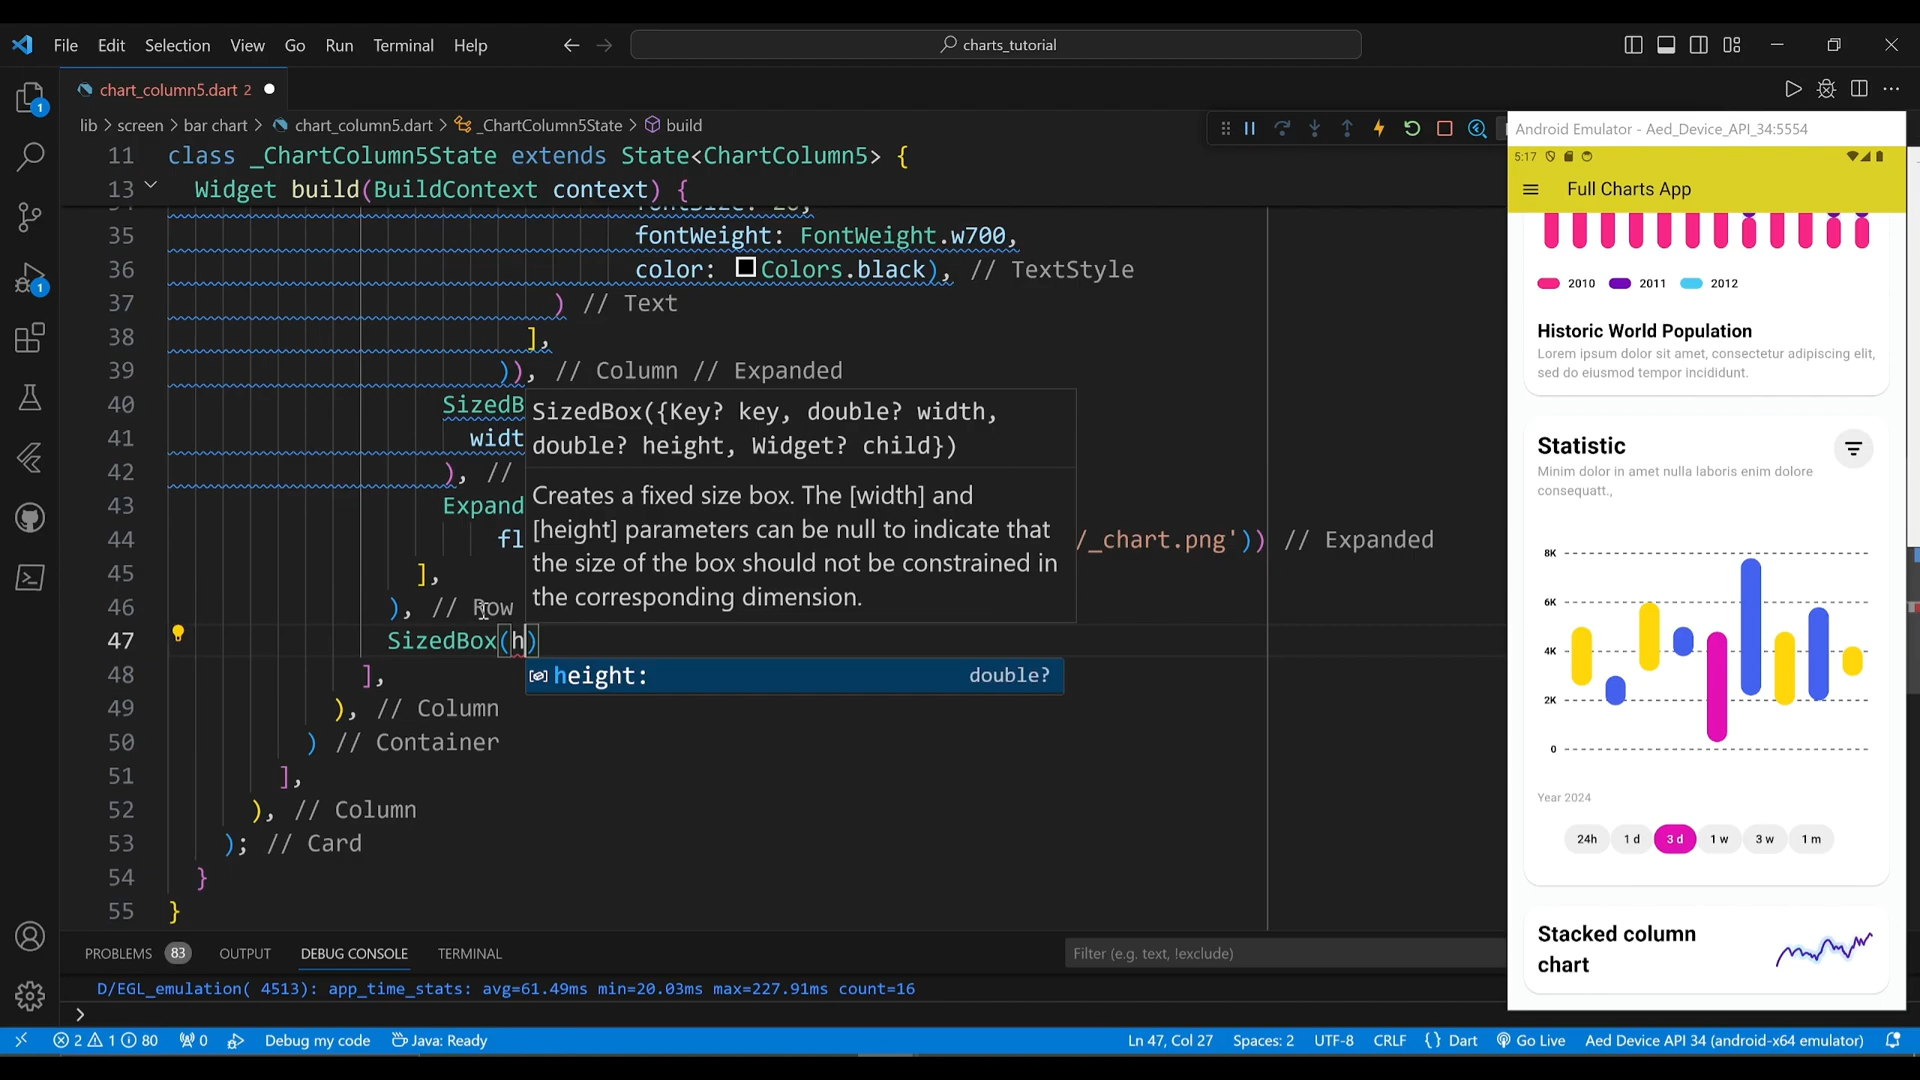 File Edit Selection View Go Run Terminal Help
charts_tutorial
chart_column5.dart 2
lib > screen > bar chart > chart_column5.dart > _ChartColumn5State > build
11 class _ChartColumn5State extends State<ChartColumn5> {
13 Widget build(BuildContext context) {
35 fontWeight: FontWeight.w700,
36 color: Colors.black), // TextStyle
37 ) // Text
38 ],
39 )), // Column // Expanded
40 SizedB
41 widt
42 ), //
43 Expand
44 fl /_chart.png')) // Expanded
45 ],
46 ), // Row
47 SizedBox(h)
48 ],
49 ), // Column
50 ) // Container
51 ],
52 ), // Column
53 ); // Card
54 }
55 }
SizedBox({Key? key, double? width,
double? height, Widget? child})
Creates a fixed size box. The [width] and
[height] parameters can be null to indicate that
the size of the box should not be constrained in
the corresponding dimension.
height: double?
PROBLEMS 83 OUTPUT DEBUG CONSOLE TERMINAL
Filter (e.g. text, !exclude)
D/EGL_emulation( 4513): app_time_stats: avg=61.49ms min=20.03ms max=227.91ms count=16
>
2 1 80 0 Debug my code Java: Ready
Ln 47, Col 27 Spaces: 2 UTF-8 CRLF {} Dart Go Live Aed Device API 34 (android-x64 emulator)
Android Emulator - Aed_Device_API_34:5554
5:17
Full Charts App
2010 2011 2012
Historic World Population
Lorem ipsum dolor sit amet, consectetur adipiscing elit,
sed do eiusmod tempor incididunt.
Statistic
Minim dolor in amet nulla laboris enim dolore
consequatt.,
8K
6K
4K
2K
0
Year 2024
24h 1 d 3 d 1 w 3 w 1 m
Stacked column
chart